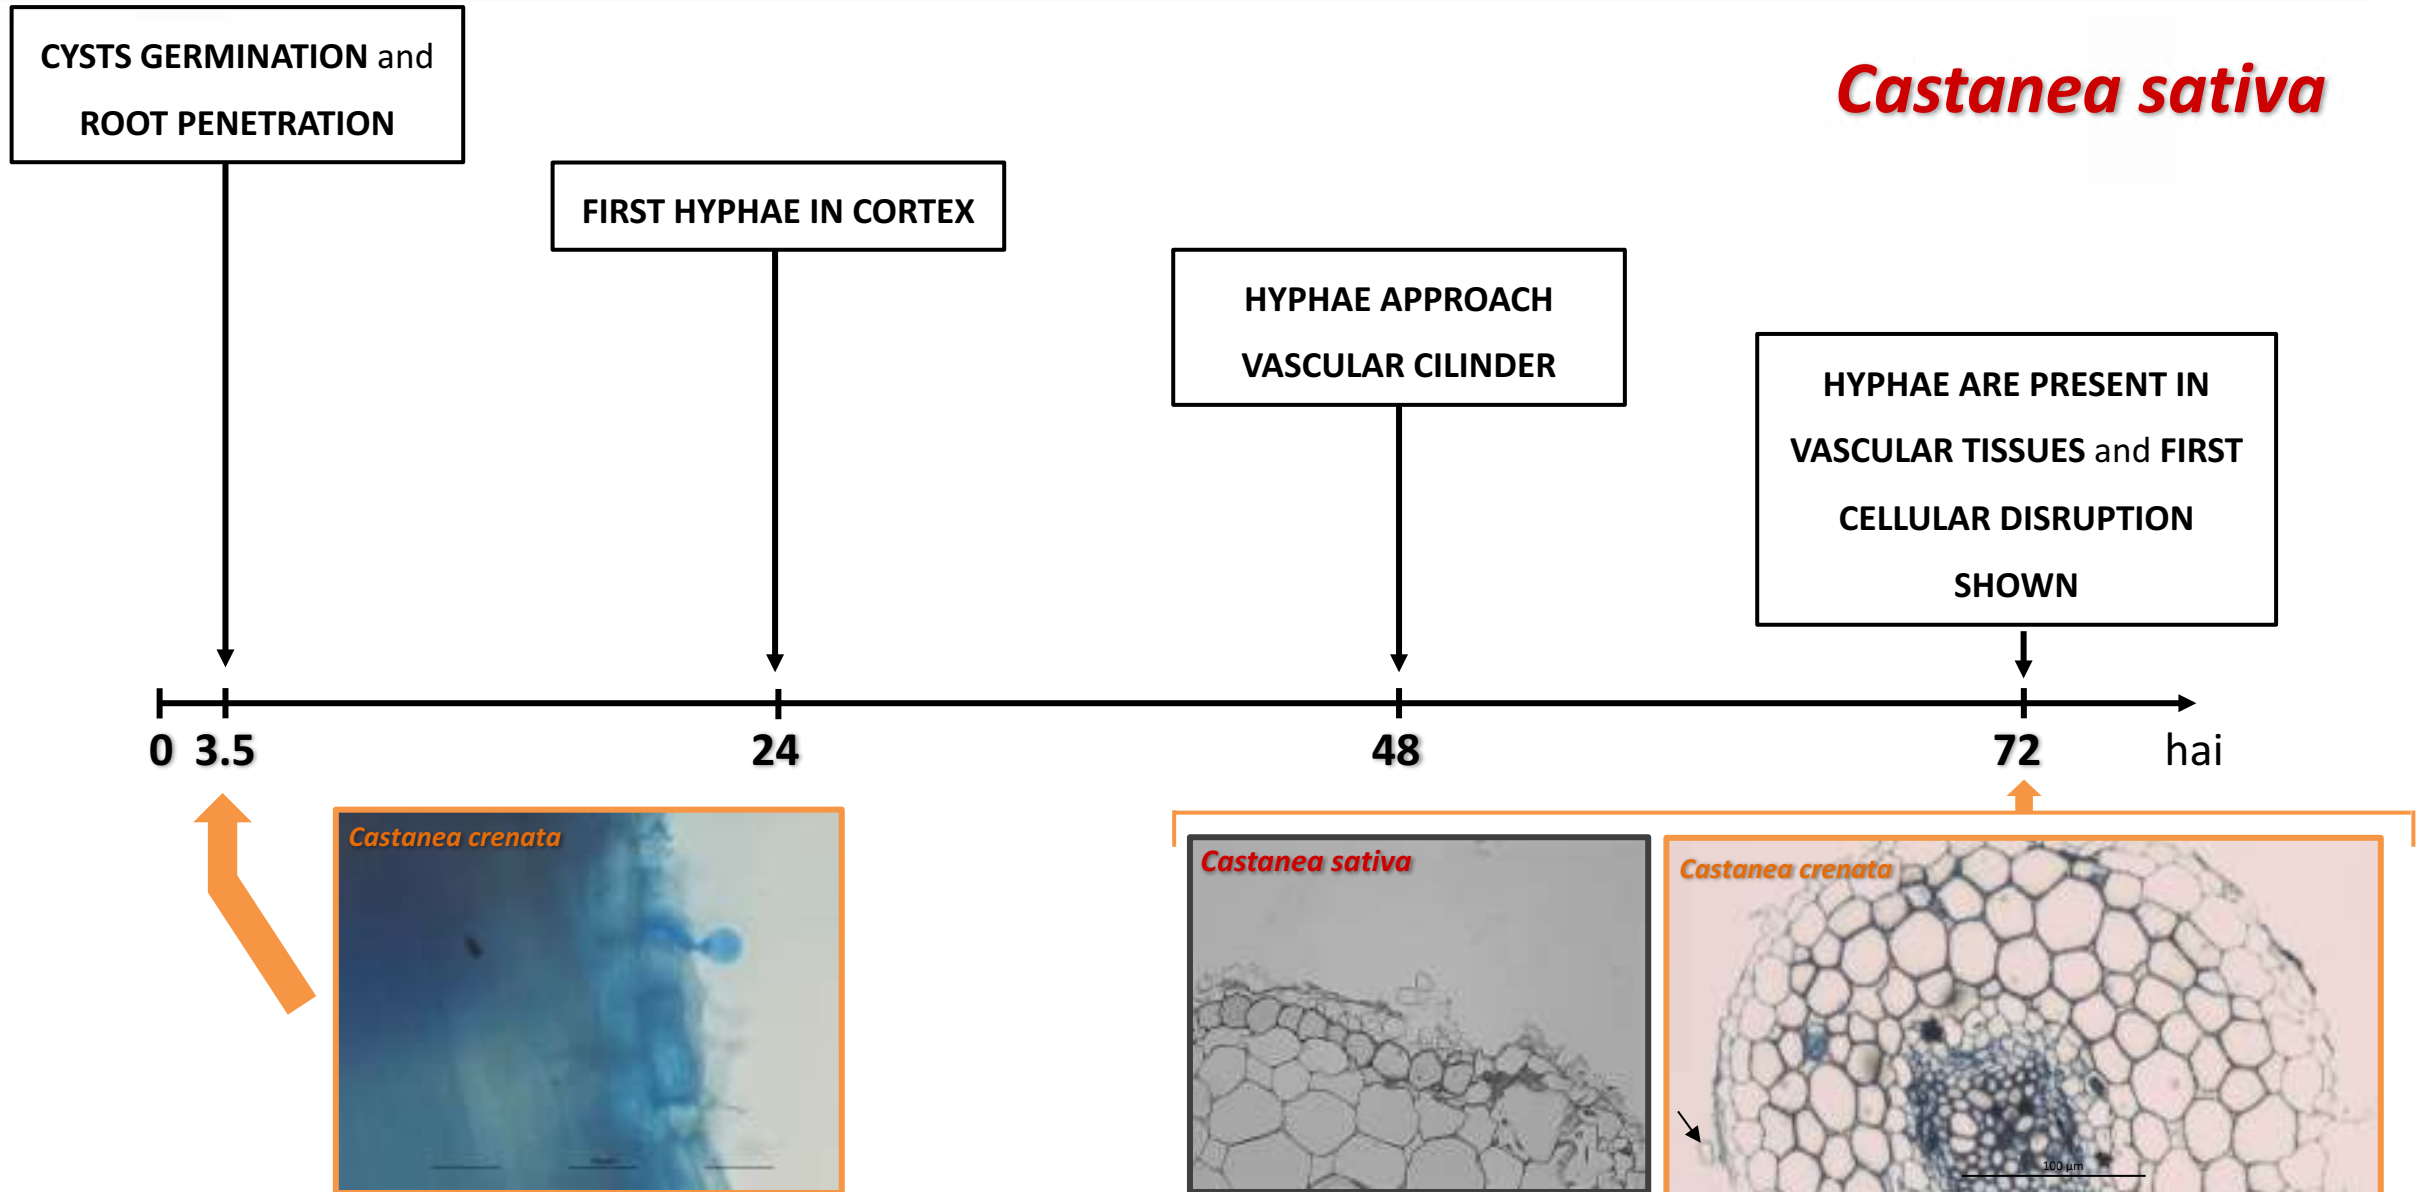 CYSTS GERMINATION and
ROOT PENETRATION
Castanea sativa
FIRST HYPHAE IN CORTEX
HYPHAE APPROACH
VASCULAR CILINDER
HYPHAE ARE PRESENT IN
VASCULAR TISSUES and FIRST
CELLULAR DISRUPTION
SHOWN
0 3.5 24 48 72 hai
Castanea crenata
Castanea sativa
Castanea crenata
100 µm